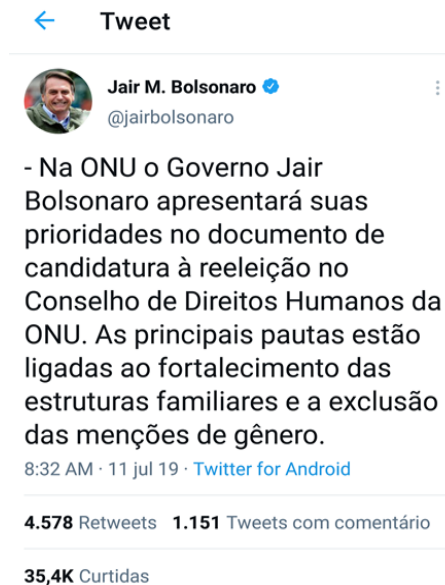 Tweet
Jair M. Bolsonaro
@jairbolsonaro
- Na ONU o Governo Jair
Bolsonaro apresentará suas
prioridades no documento de
candidatura à reeleição no
Conselho de Direitos Humanos da
ONU. As principais pautas estão
ligadas ao fortalecimento das
estruturas familiares e a exclusão
das menções de gênero.
8:32 AM · 11 jul 19 · Twitter for Android
4.578 Retweets 1.151 Tweets com comentário
35,4K Curtidas